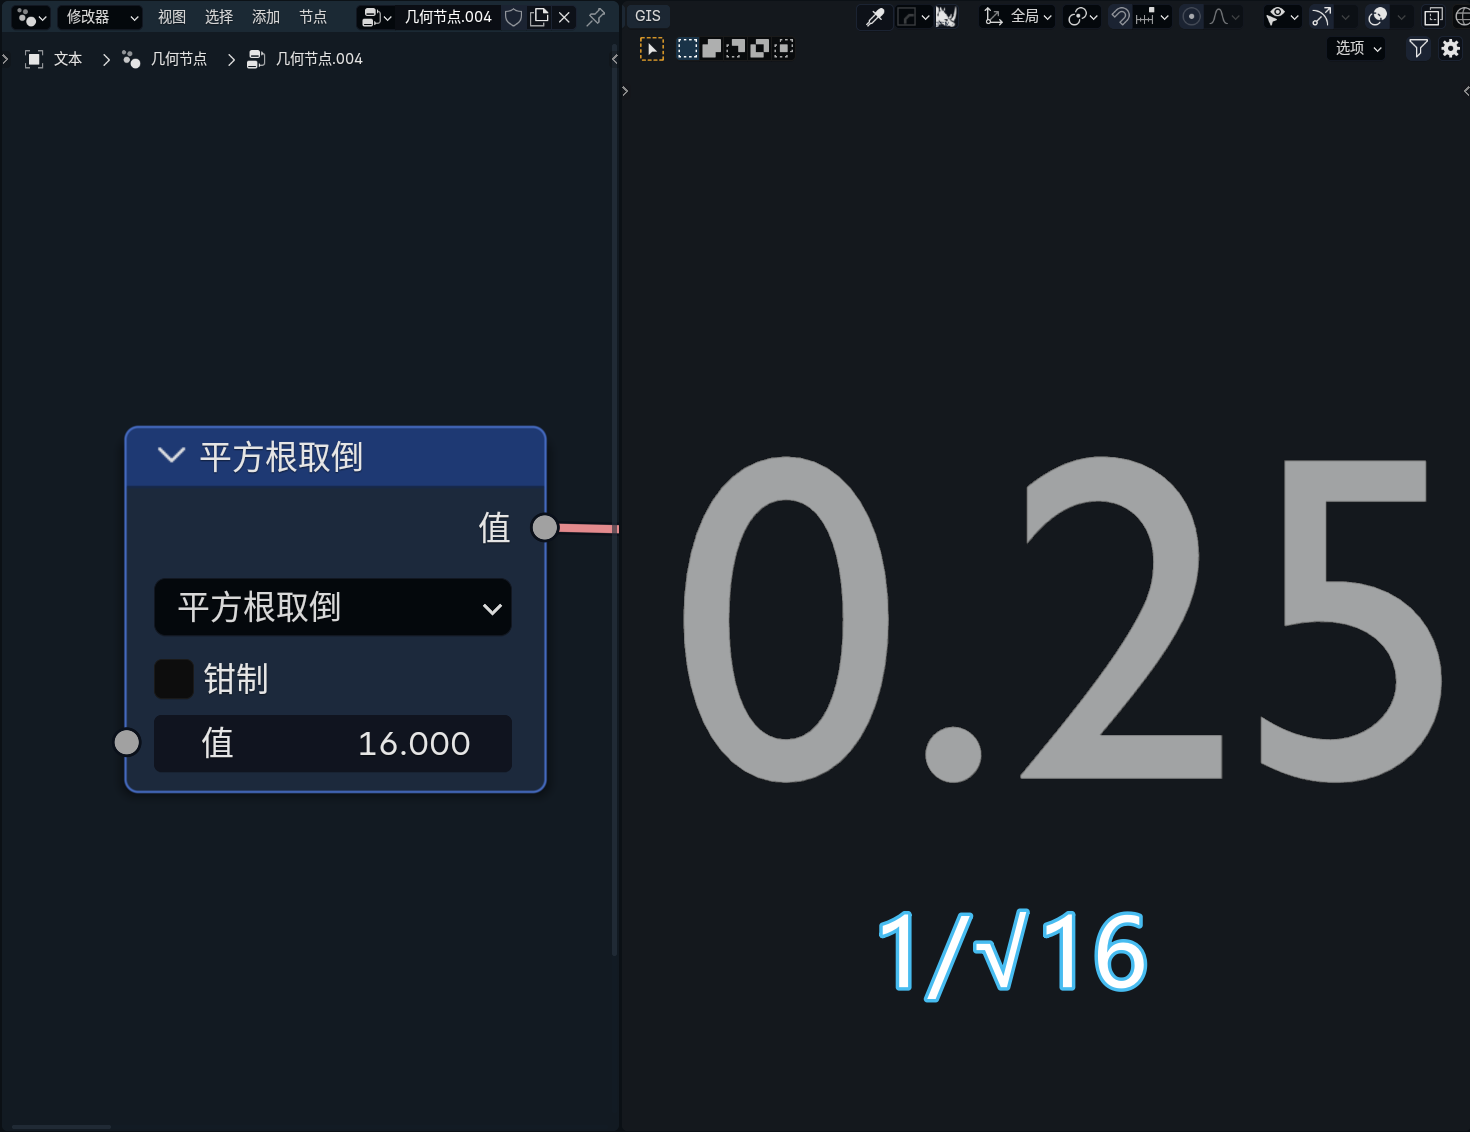 修改器 视图 选择 添加 节点 几何节点.004
文本 几何节点 几何节点.004
平方根取倒
值
平方根取倒
钳制
值 16.000
GIS 全局
选项
0.25
1/√16